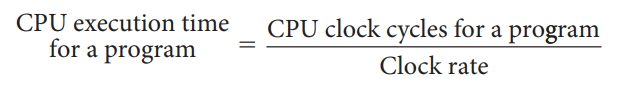 CPU execution time
for a program
=
CPU clock cycles for a program
Clock rate